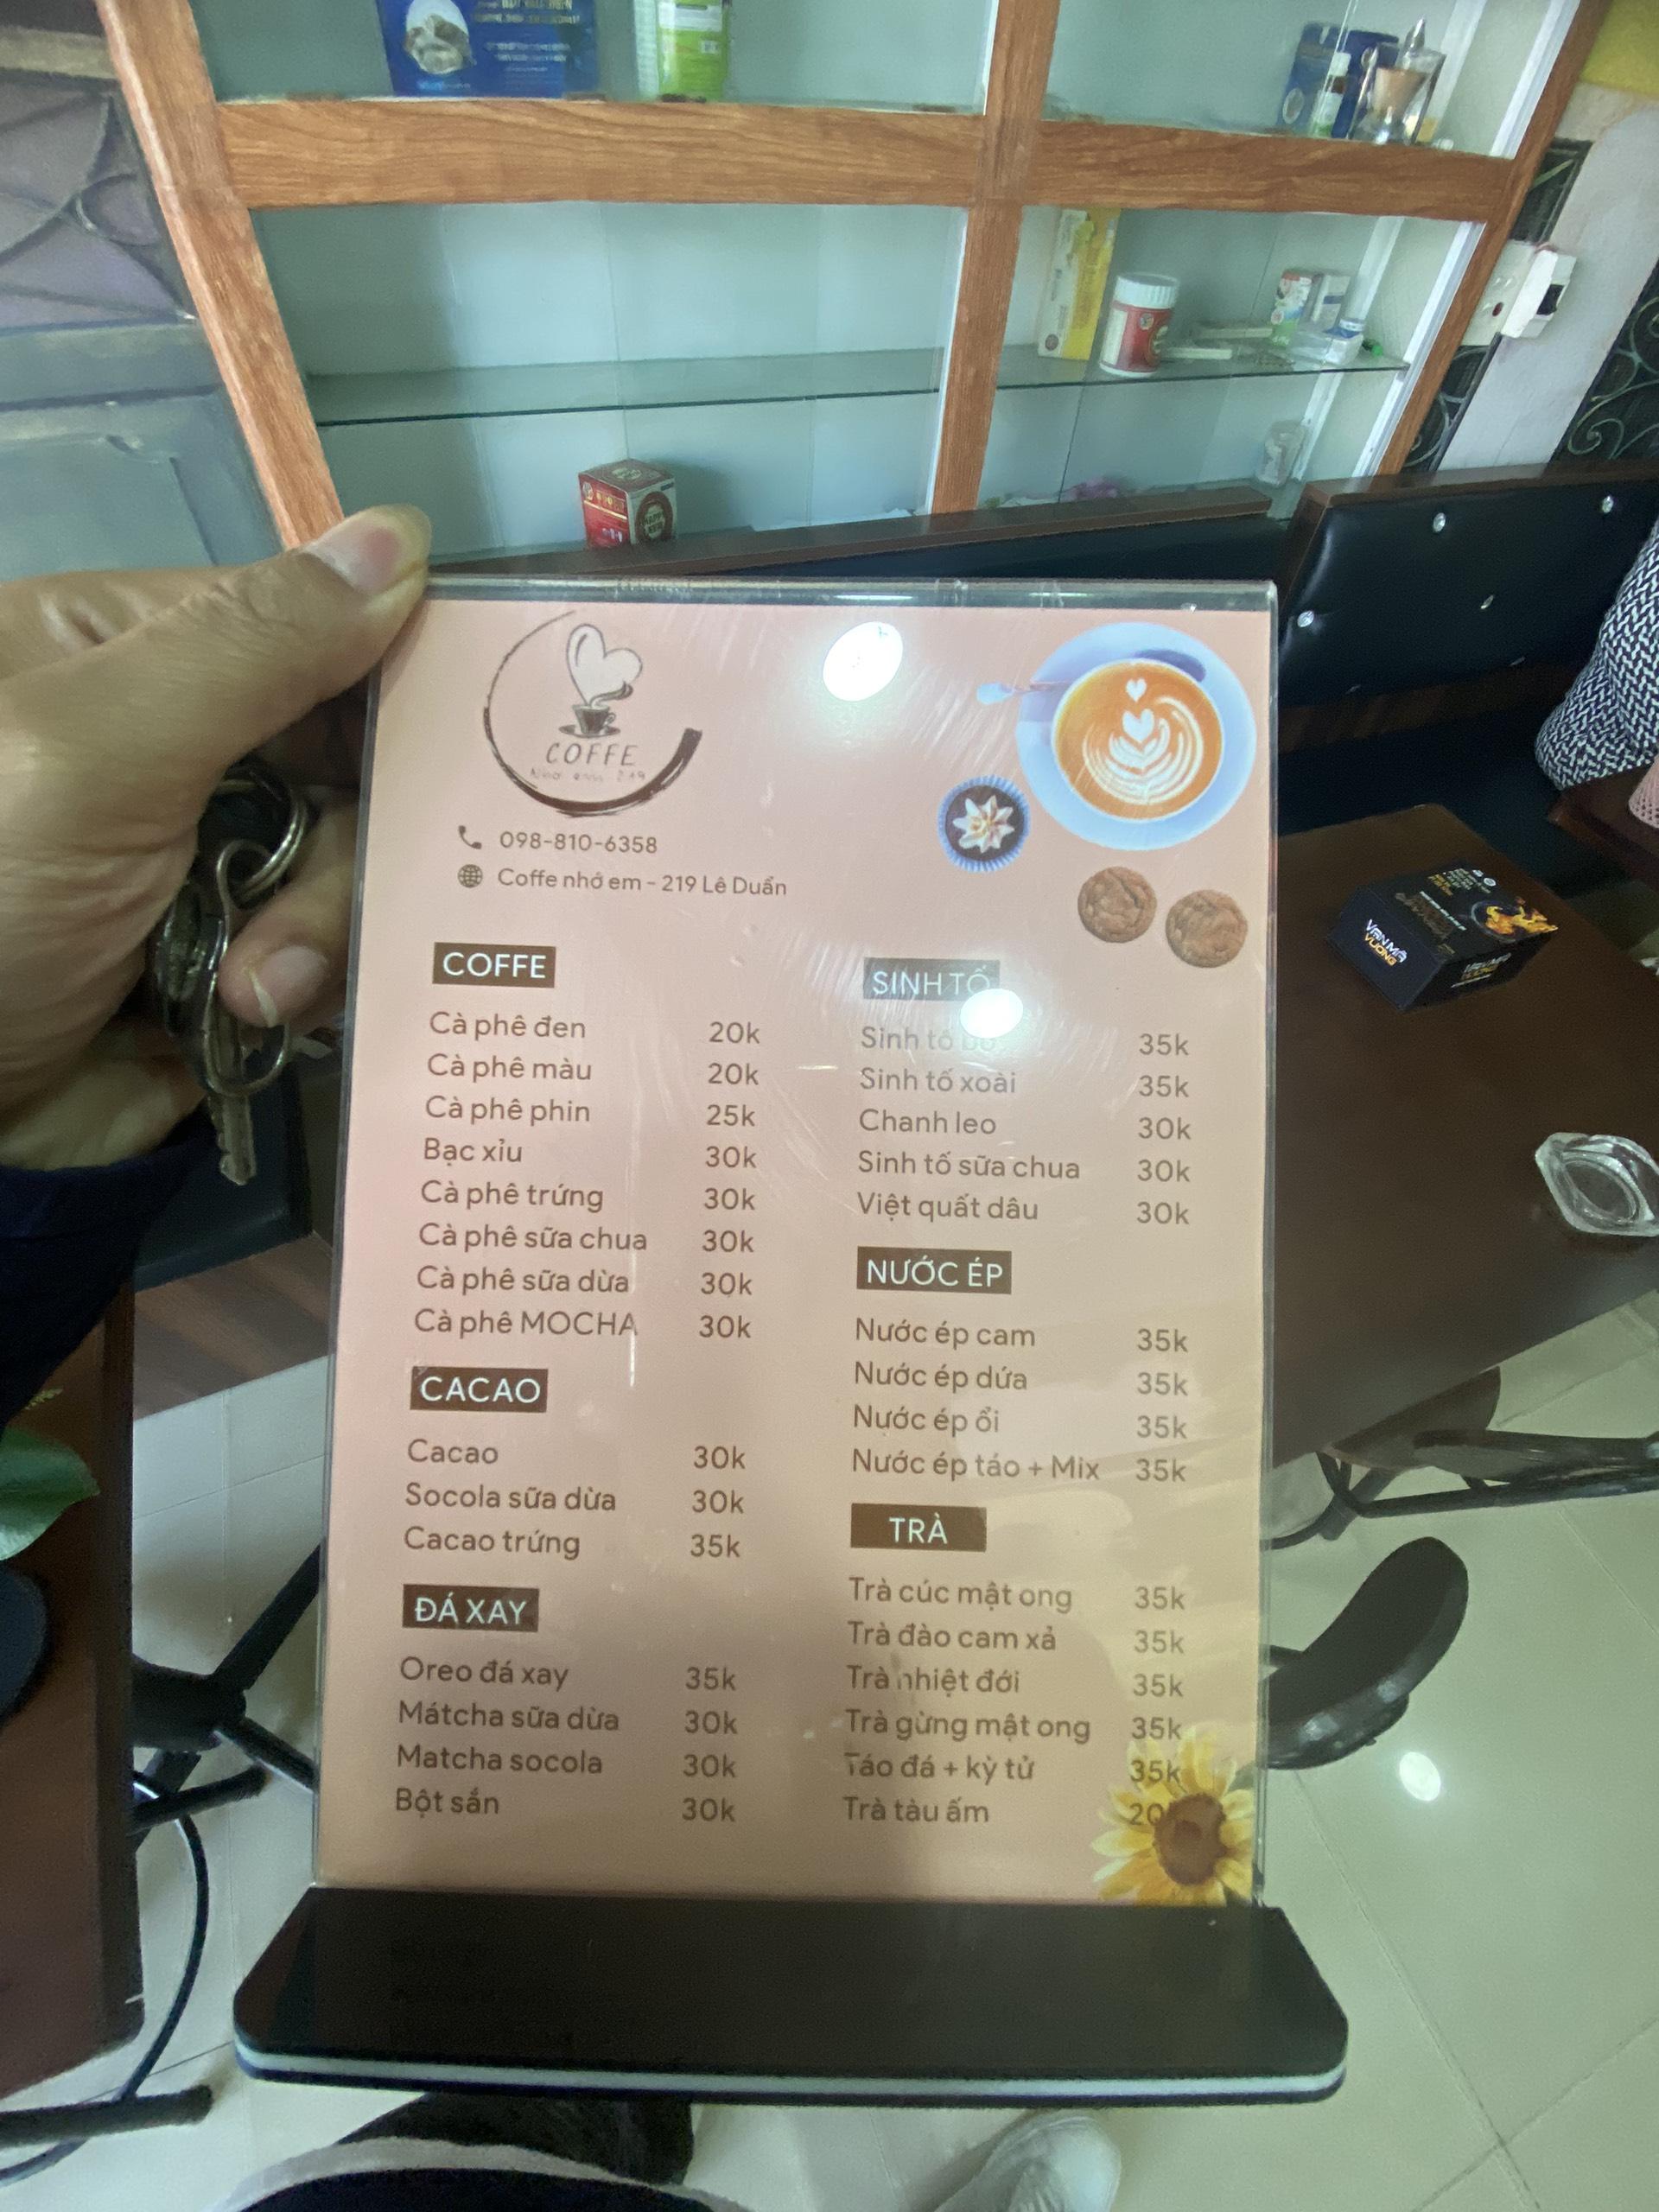 COFFE
098-810-6358
Coffe nhớ em - 219 Lê Duẩn
COFFE
Cà phê đen 20k
Cà phê màu 20k
Cà phê phin 25k
Bạc xỉu 30k
Cà phê trứng 30k
Cà phê sữa chua 30k
Cà phê sữa dừa 30k
Cà phê MOCHA 30k
CACAO
Cacao 30k
Socola sữa dừa 30k
Cacao trứng 35k
ĐÁ XAY
Oreo đá xay 35k
Mátcha sữa dừa 30k
Matcha socola 30k
Bột sắn 30k
SINH TỐ
Sinh tố bơ 35k
Sinh tố xoài 35k
Chanh leo 30k
Sinh tố sữa chua 30k
Việt quất dâu 30k
NƯỚC ÉP
Nước ép cam 35k
Nước ép dứa 35k
Nước ép ổi 35k
Nước ép táo + Mix 35k
TRÀ
Trà cúc mật ong 35k
Trà đào cam xả 35k
Trà nhiệt đới 35k
Trà gừng mật ong 35k
Táo đá + kỳ tử 35k
Trà tàu ấm 20
VẠN MÃ
VƯƠNG